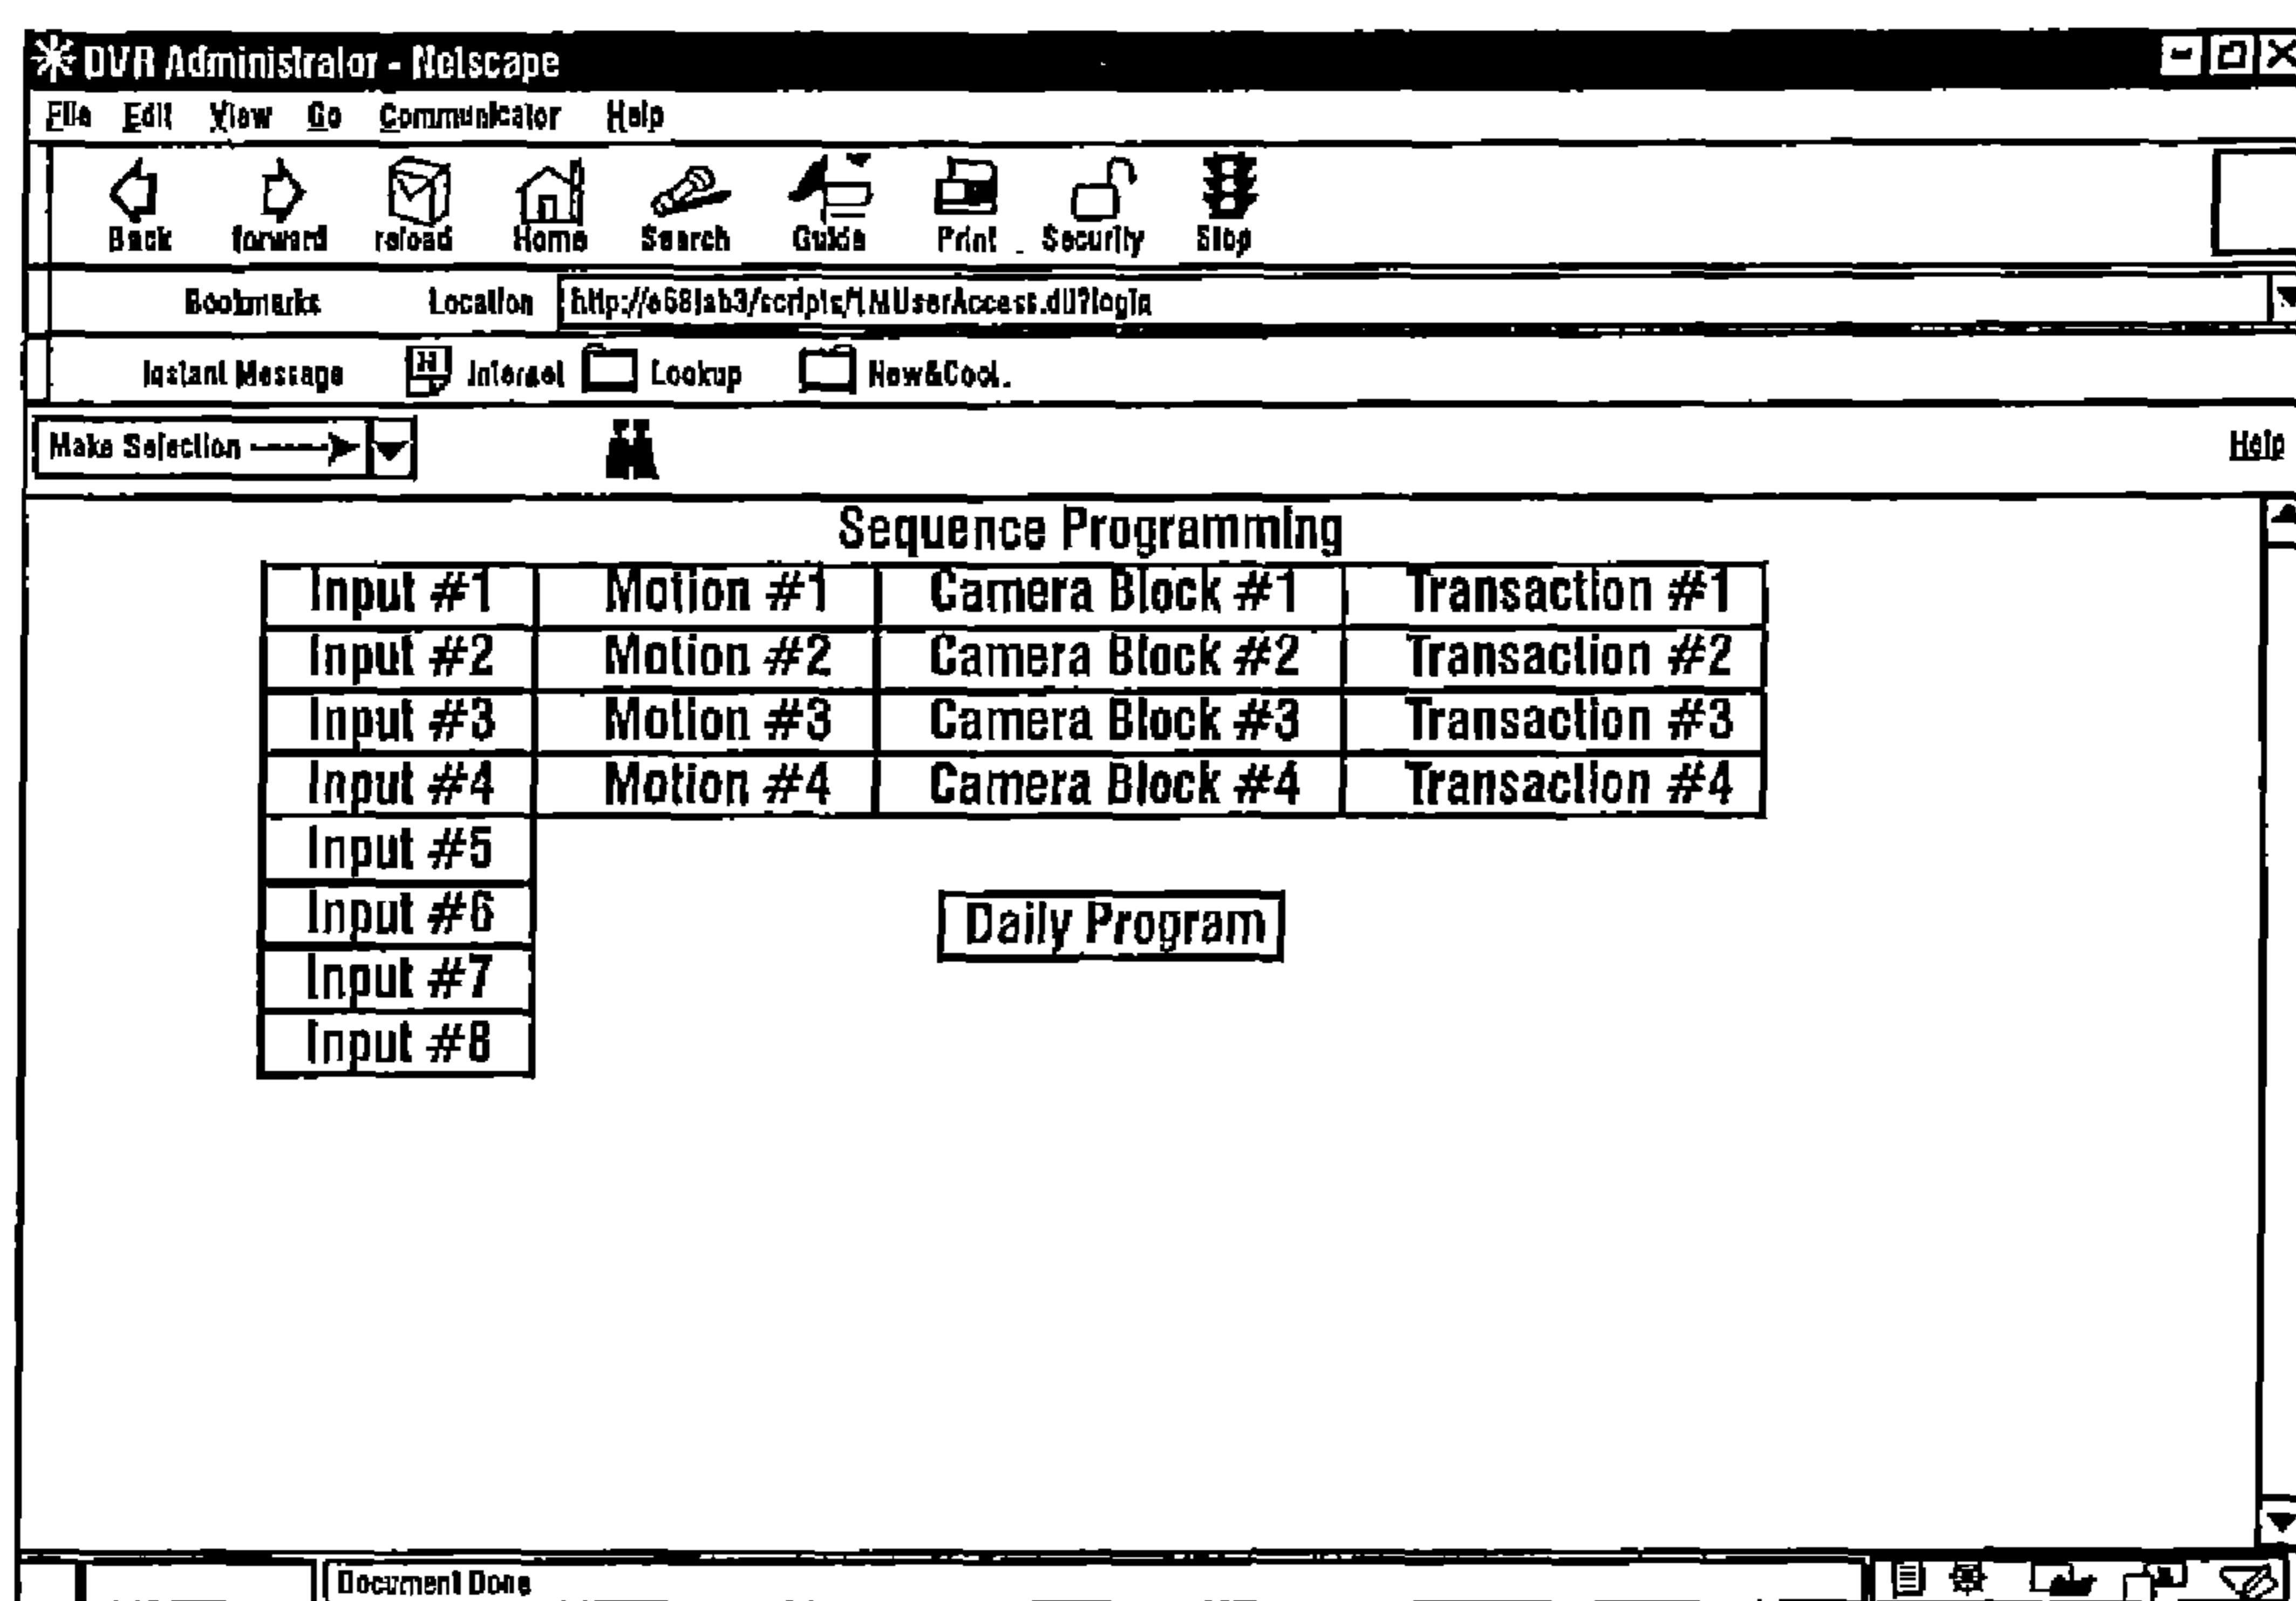 DVR Administrator - Netscape
File Edit View Go Communicator Help
Back forward reload Home Search Guide Print Security Stop
Bookmarks Location http://e68lab3/scripts/ login
Instant Message Internet Lookup New&Cool.
Make Selection Help
Sequence Programming
Input #1 Motion #1 Camera Block #1 Transaction #1
Input #2 Motion #2 Camera Block #2 Transaction #2
Input #3 Motion #3 Camera Block #3 Transaction #3
Input #4 Motion #4 Camera Block #4 Transaction #4
Input #5
Input #6
Daily Program
Input #7
Input #8
Document Done